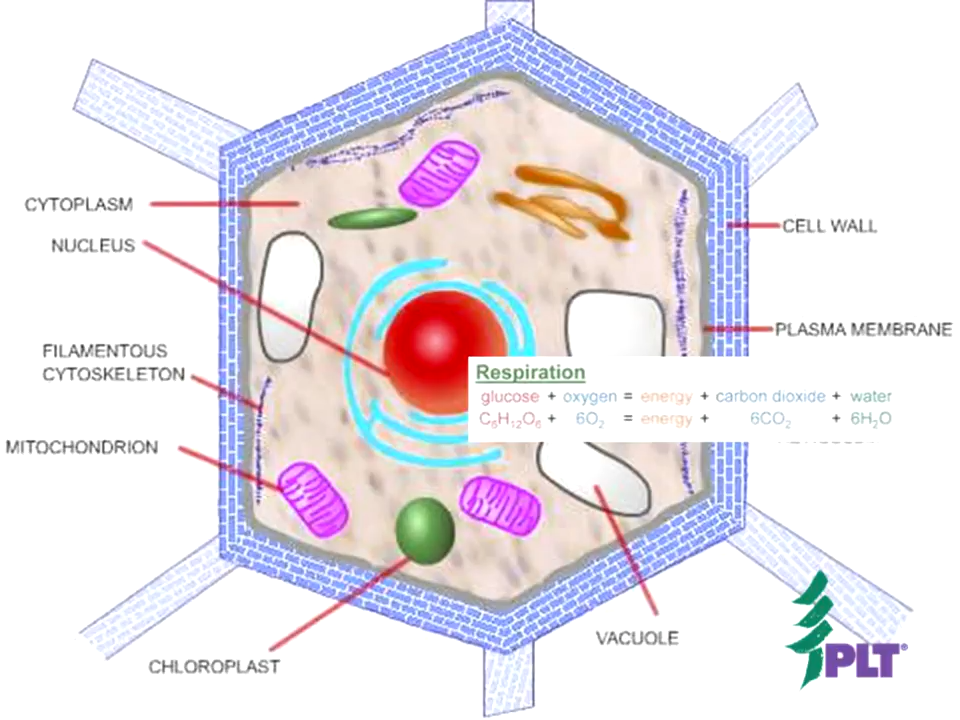 CYTOPLASM
NUCLEUS
CELL WALL
PLASMA MEMBRANE
FILAMENTOUS
CYTOSKELETON
Respiration
glucose + oxygen = energy + carbon dioxide + water
C₆H₁₂O₆ + 6O₂ = energy + 6CO₂ + 6H₂O
MITOCHONDRION
VACUOLE
CHLOROPLAST
PLT®